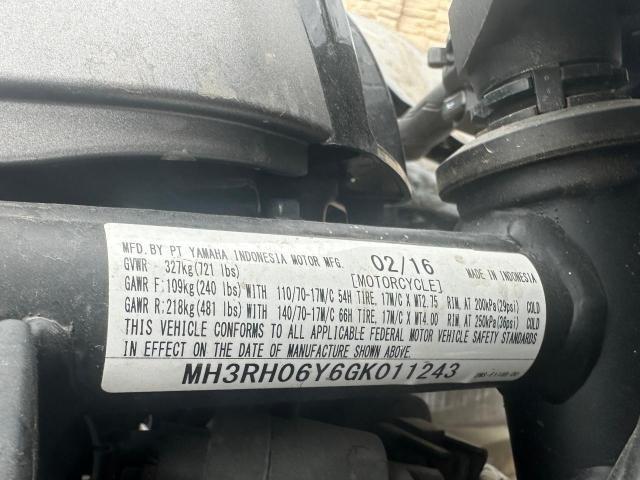 MFD.BY PT YAMAHA INDONESIA MOTOR MFG. 02/16 MADE IN INDONESIA
GVWR - 327kg(721 lbs) [MOTORCYCLE]
GAWR F: 109kg(240 lbs)WITH 110/70-17M/C 54H TIRE, 17M/C X MT2.75 RIM, AT 200kPa(29psi) COLD
GAWR R: 218kg(481 lbs)WITH 140/70-17M/C 66H TIRE, 17M/C X MT4.00 RIM, AT 250kPa(36psi) COLD
THIS VEHICLE CONFORMS TO ALL APPLICABLE FEDERAL MOTOR VEHICLE SAFETY STANDARDS
IN EFFECT ON THE DATE OF MANUFACTURE SHOWN ABOVE.
MH3RH06Y6GK011243